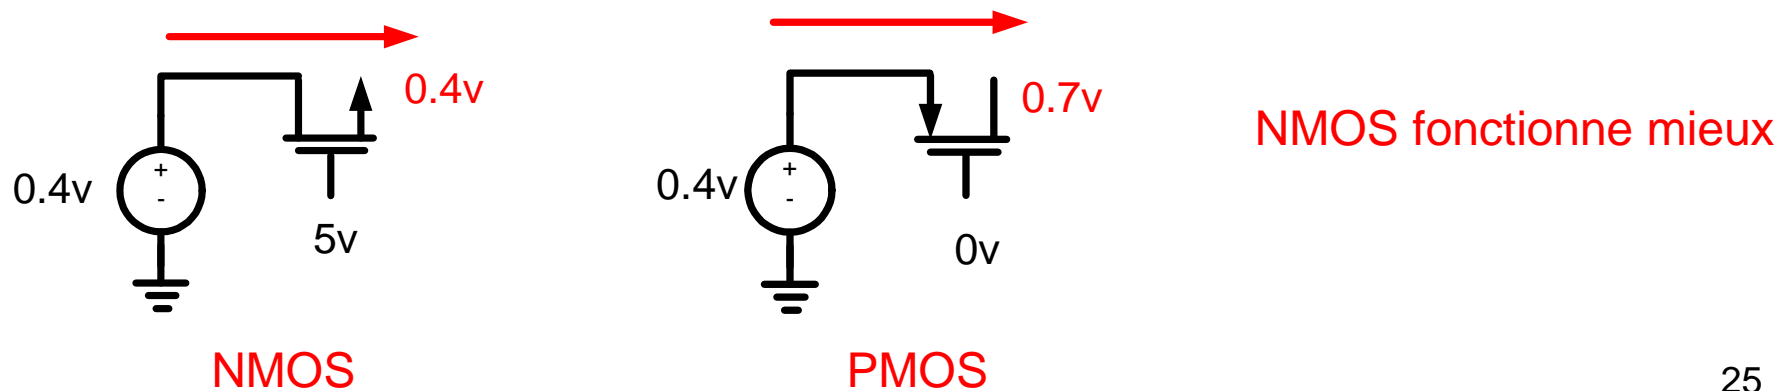 0.4v
+
-
0.4v
5v
NMOS
0.7v
+
-
0.4v
0v
PMOS
NMOS fonctionne mieux
25